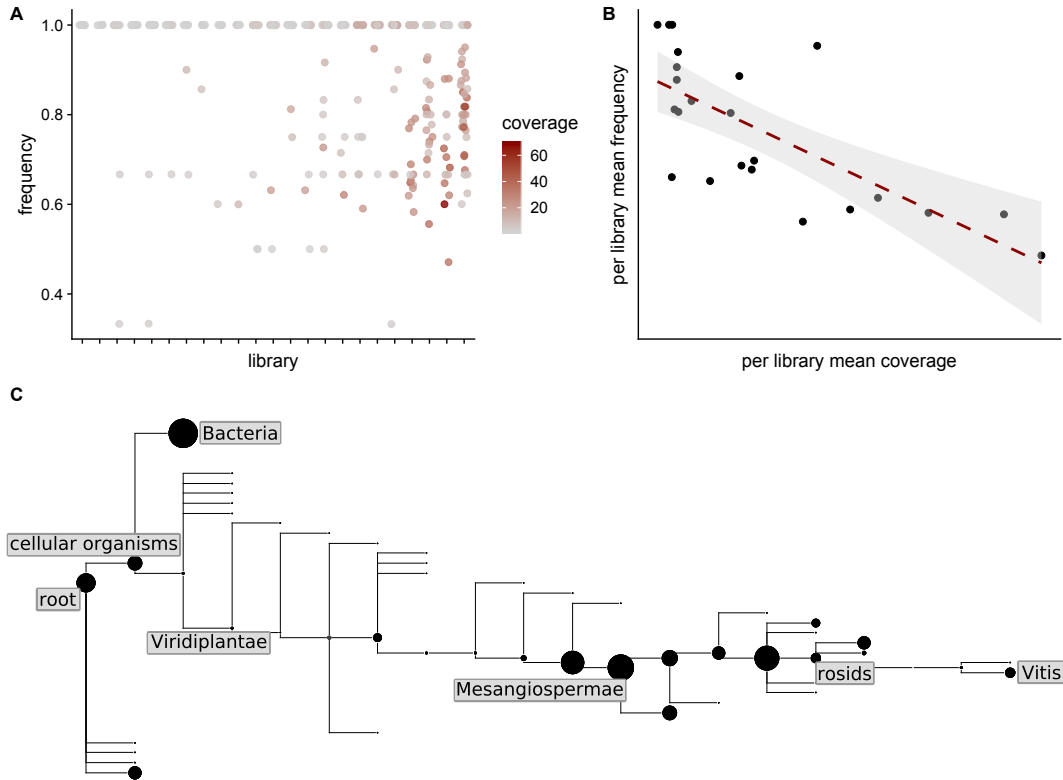 A
1.0
0.8
0.6
0.4
frequency
library
coverage
60
40
20
B
per library mean frequency
per library mean coverage
C
Bacteria
cellular organisms
root
Viridiplantae
Mesangiospermae
rosids
Vitis